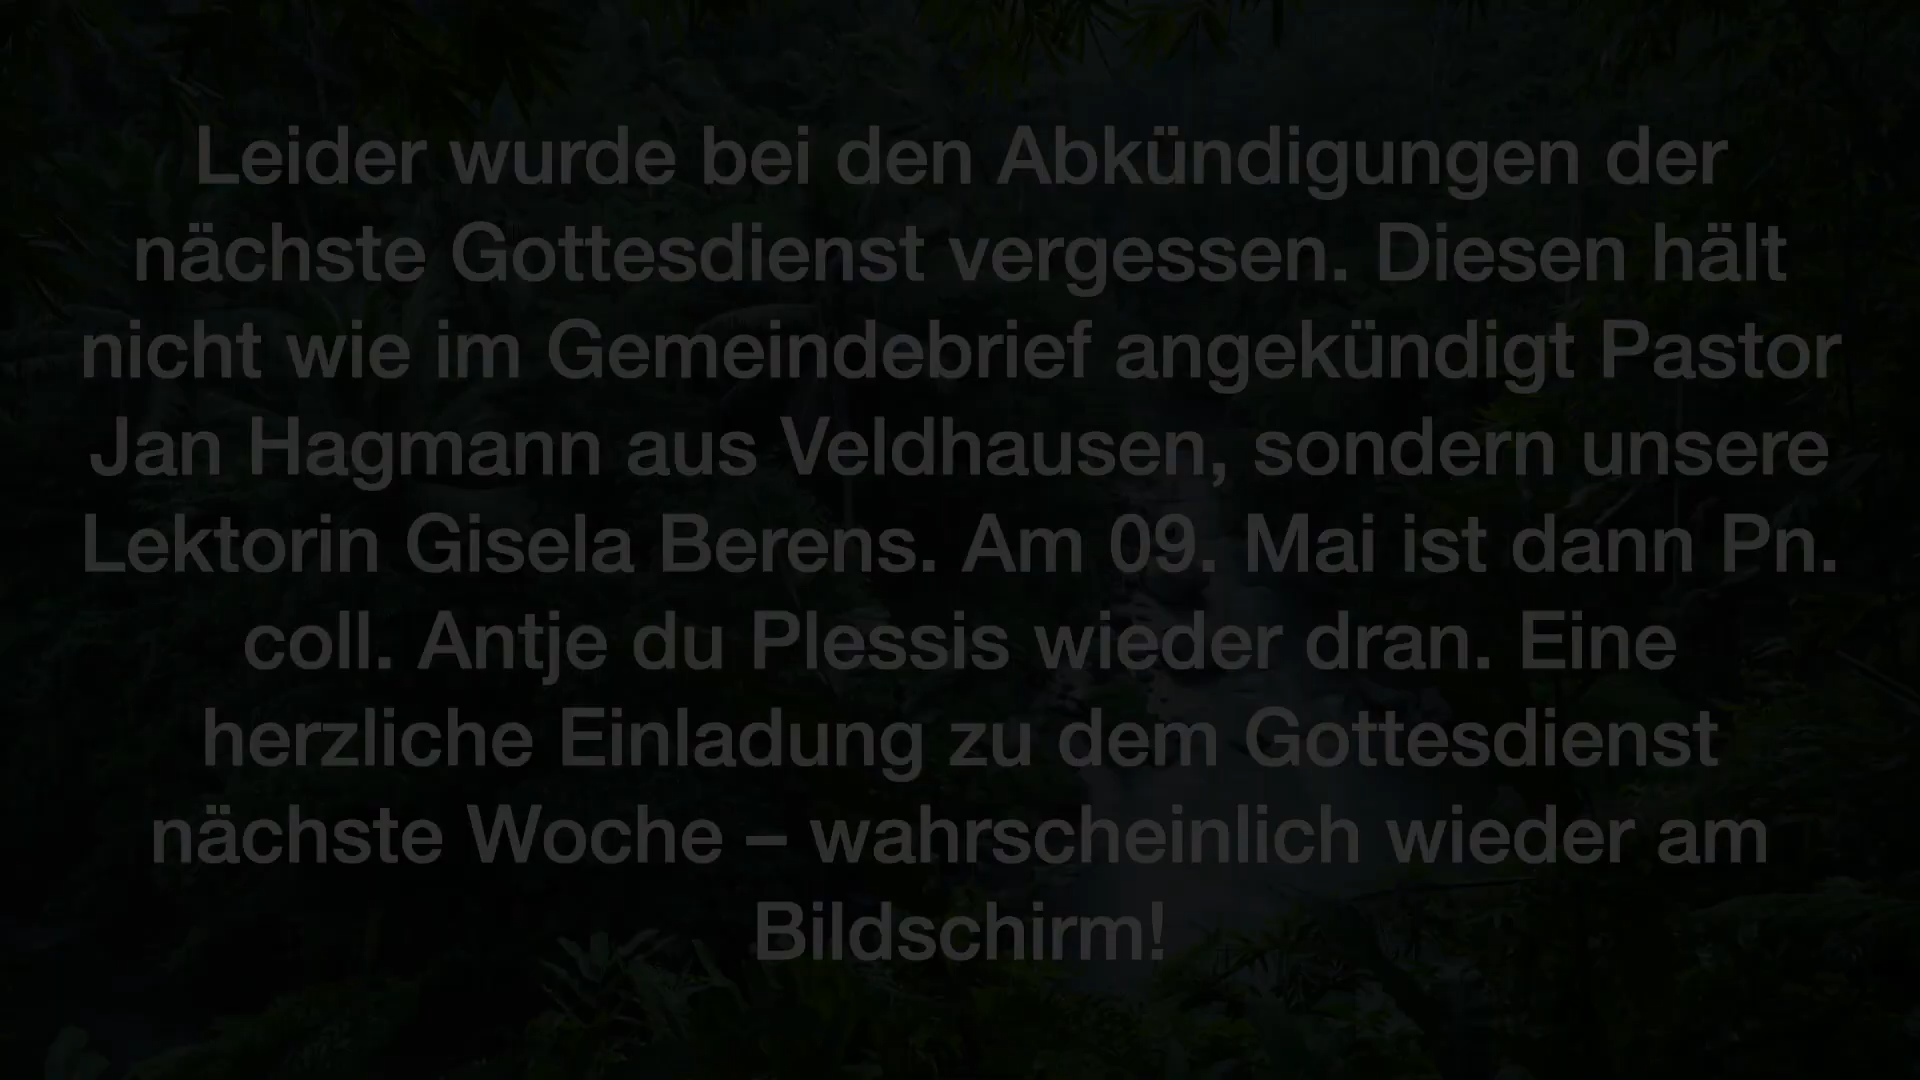 Leider wurde bei den Abkündigungen der
nächste Gottesdienst vergessen. Diesen hält
nicht wie im Gemeindebrief angekündigt Pastor
Jan Hagmann aus Veldhausen, sondern unsere
Lektorin Gisela Berens. Am 09. Mai ist dann Pn.
coll. Antje du Plessis wieder dran. Eine
herzliche Einladung zu dem Gottesdienst
nächste Woche – wahrscheinlich wieder am
Bildschirm!